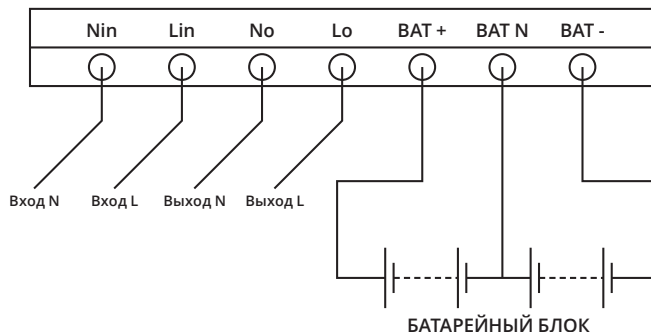 Nin Lin No Lo BAT + BAT N BAT -
Вход N Вход L Выход N Выход L
БАТАРЕЙНЫЙ БЛОК